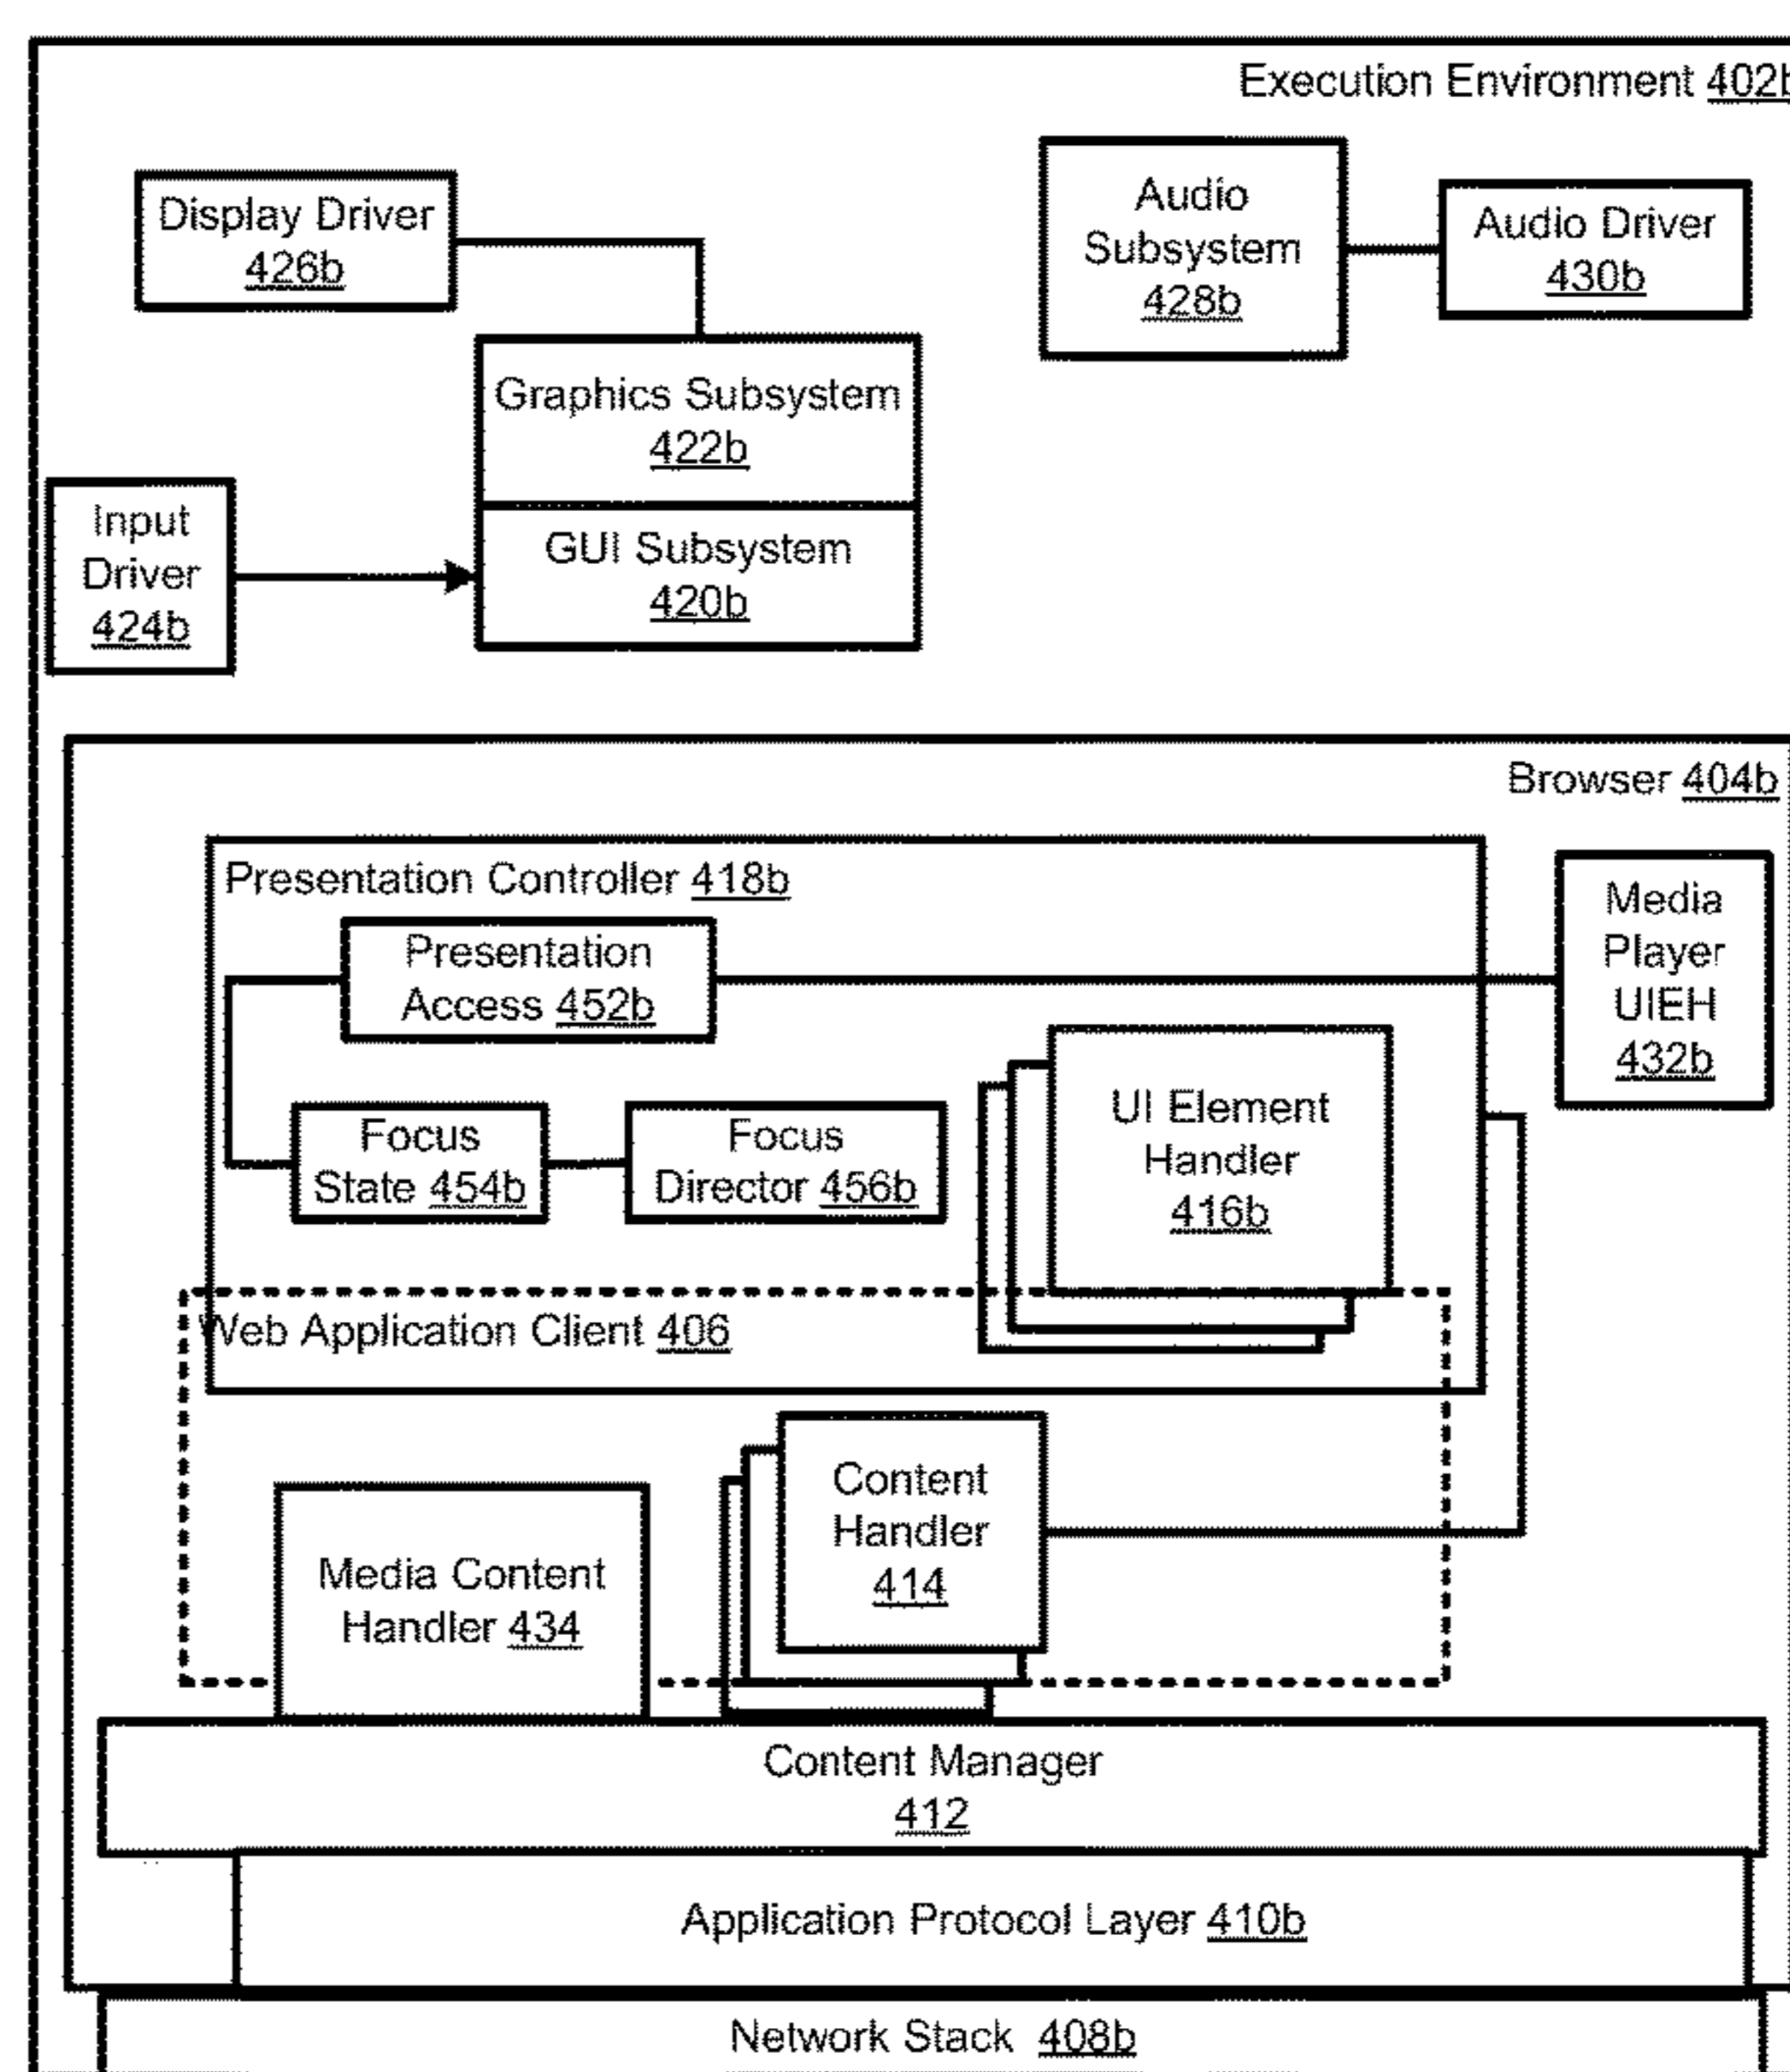 Execution Environment 402b
Display Driver
426b
Audio
Subsystem
428b
Audio Driver
430b
Graphics Subsystem
422b
Input
Driver
424b
GUI Subsystem
420b
Browser 404b
Presentation Controller 418b
Media
Player
UIEH
432b
Presentation
Access 452b
UI Element
Handler
416b
Focus
State 454b
Focus
Director 456b
Web Application Client 406
Content
Handler
414
Media Content
Handler 434
Content Manager
412
Application Protocol Layer 410b
Network Stack 408b